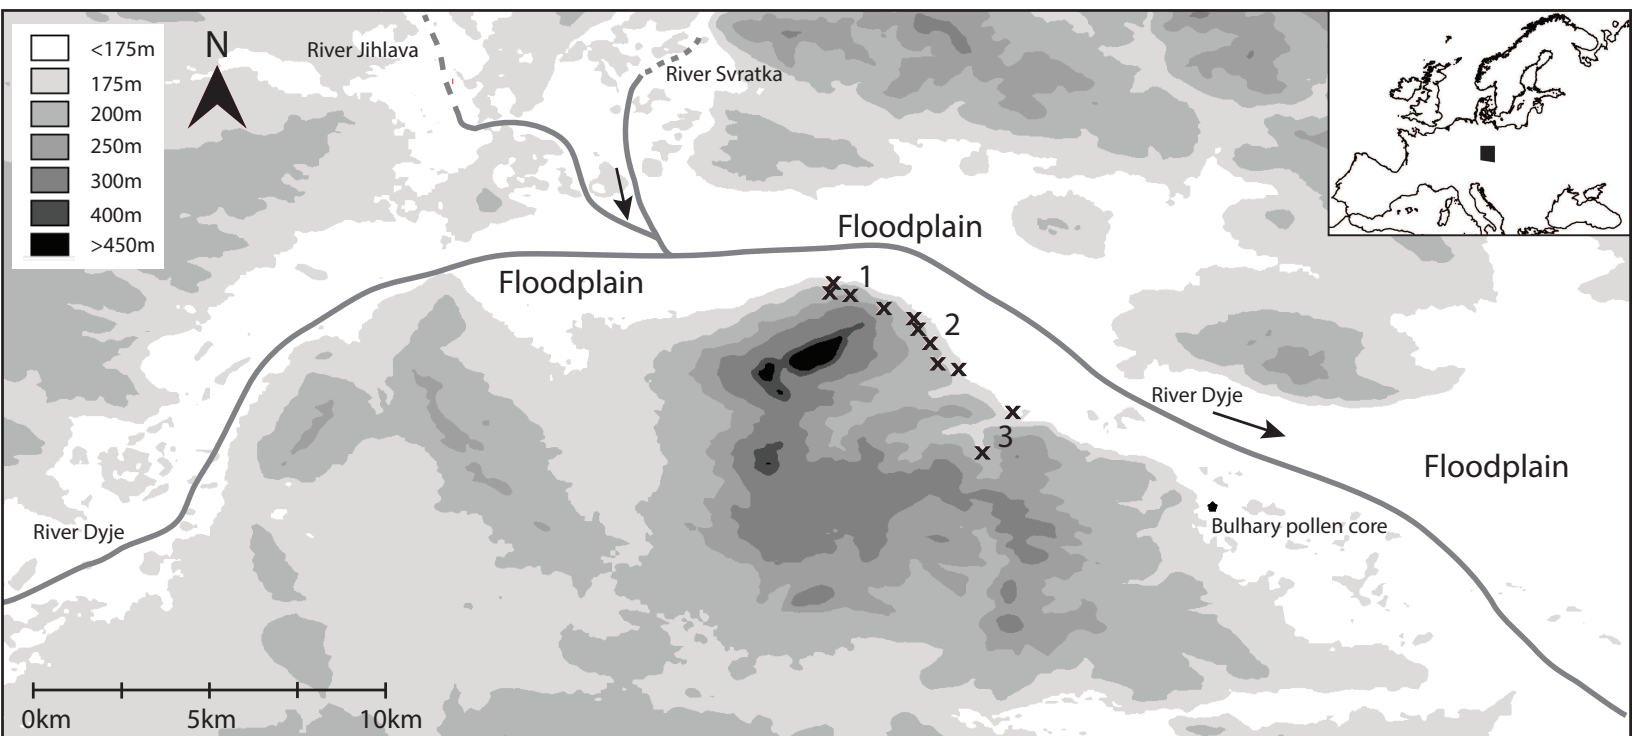 <175m
175m
200m
250m
300m
400m
>450m
N
River Jihlava
River Svratka
Floodplain
Floodplain
1
2
River Dyje
3
Floodplain
River Dyje
Bulhary pollen core
0km
5km
10km